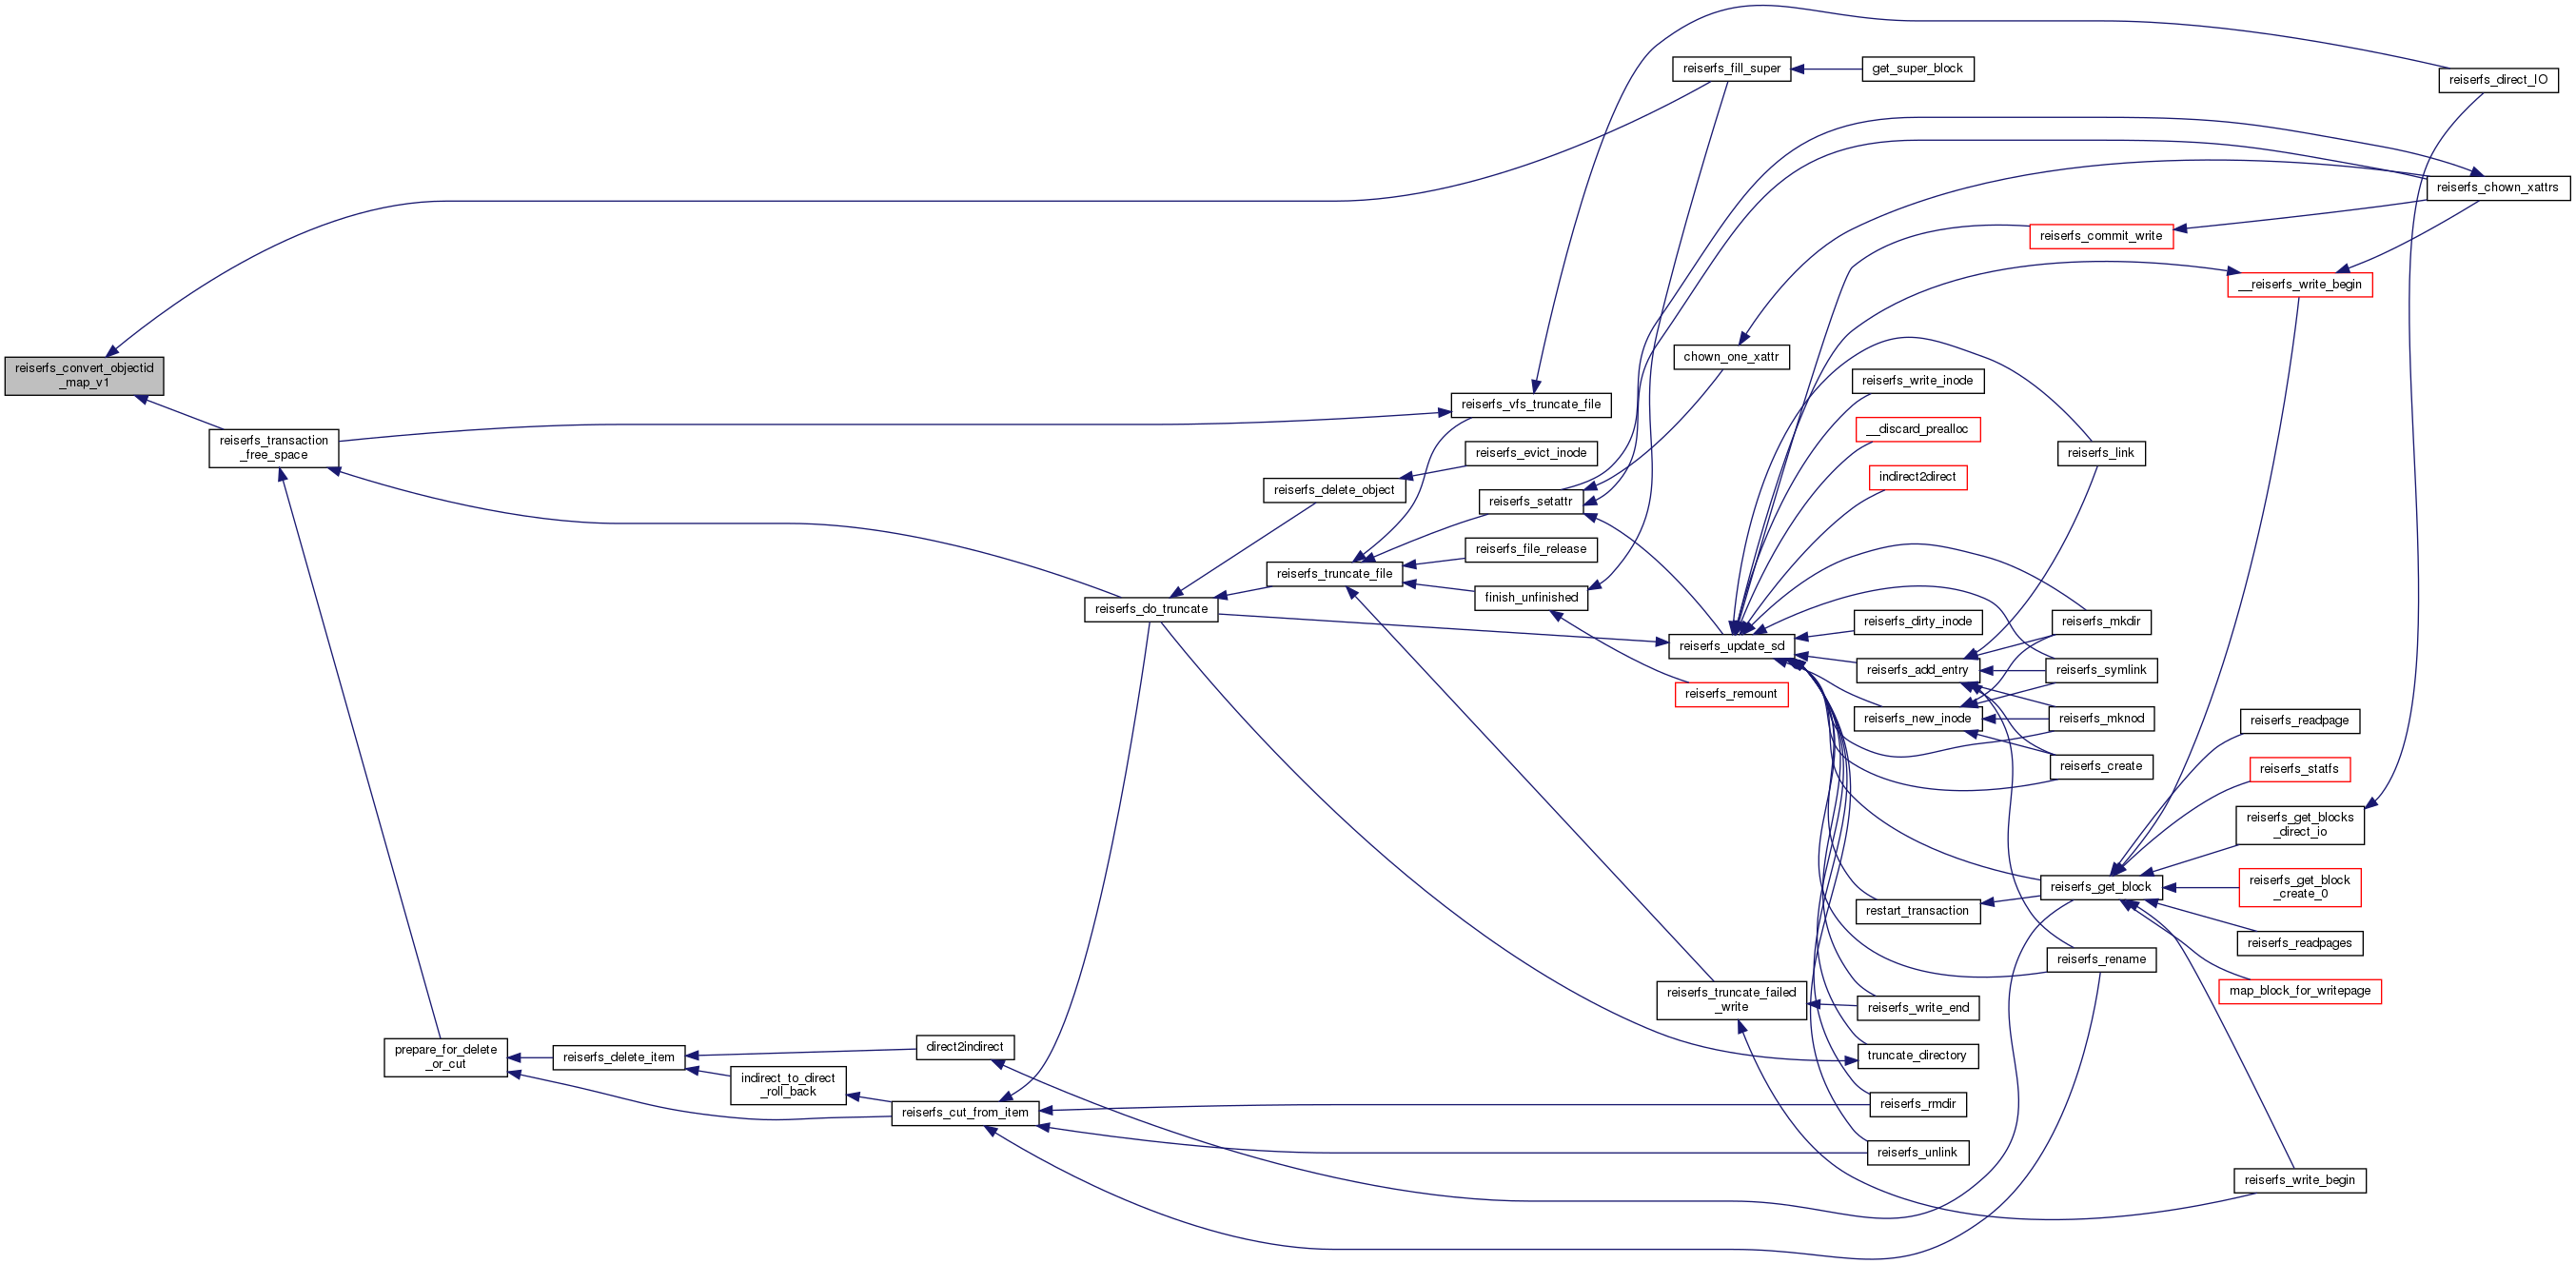 reiserfs_convert_objectid
_map_v1
reiserfs_transaction
_free_space
prepare_for_delete
_or_cut
reiserfs_delete_item
reiserfs_delete_object
indirect_to_direct
_roll_back
direct2indirect
reiserfs_cut_from_item
reiserfs_do_truncate
reiserfs_vfs_truncate_file
reiserfs_evict_inode
reiserfs_truncate_file
reiserfs_setattr
reiserfs_file_release
finish_unfinished
reiserfs_fill_super
get_super_block
chown_one_xattr
reiserfs_update_sd
reiserfs_remount
reiserfs_truncate_failed
_write
reiserfs_write_inode
__discard_prealloc
indirect2direct
reiserfs_dirty_inode
reiserfs_add_entry
reiserfs_new_inode
restart_transaction
reiserfs_write_end
truncate_directory
reiserfs_rmdir
reiserfs_unlink
reiserfs_commit_write
reiserfs_link
reiserfs_mkdir
reiserfs_symlink
reiserfs_mknod
reiserfs_create
reiserfs_get_block
reiserfs_rename
reiserfs_direct_IO
reiserfs_chown_xattrs
__reiserfs_write_begin
reiserfs_readpage
reiserfs_statfs
reiserfs_get_blocks
_direct_io
reiserfs_get_block
_create_0
reiserfs_readpages
map_block_for_writepage
reiserfs_write_begin